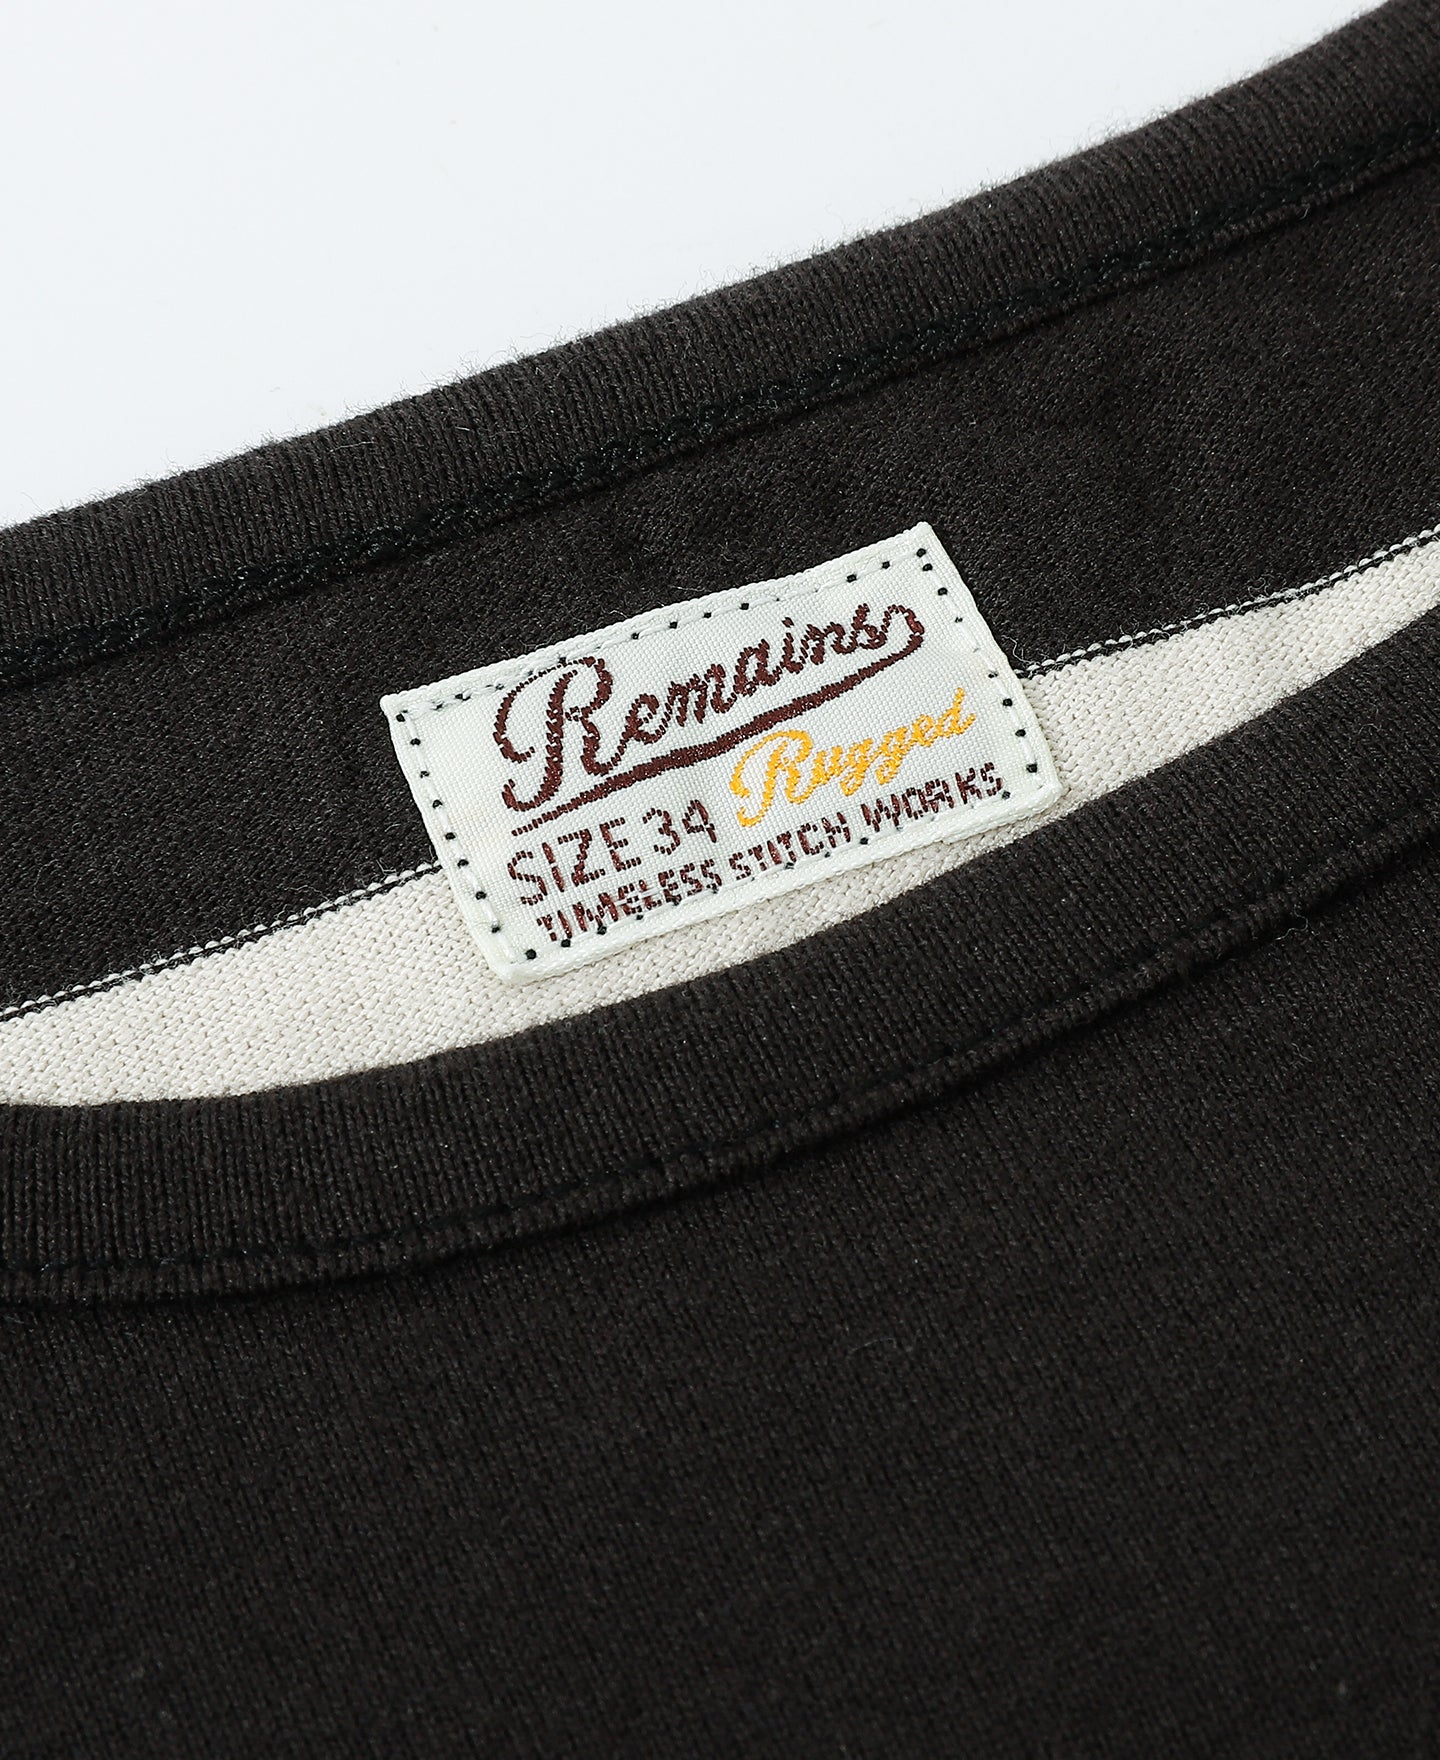 Remains
Rugged
SIZE 34
TIMELESS STITCH WORKS